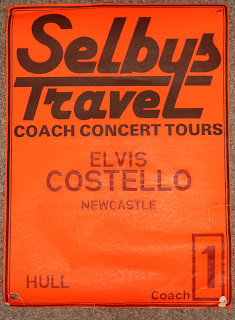 Selbys
Travel
COACH CONCERT TOURS
ELVIS
COSTELLO
NEWCASTLE
HULL
Coach 1